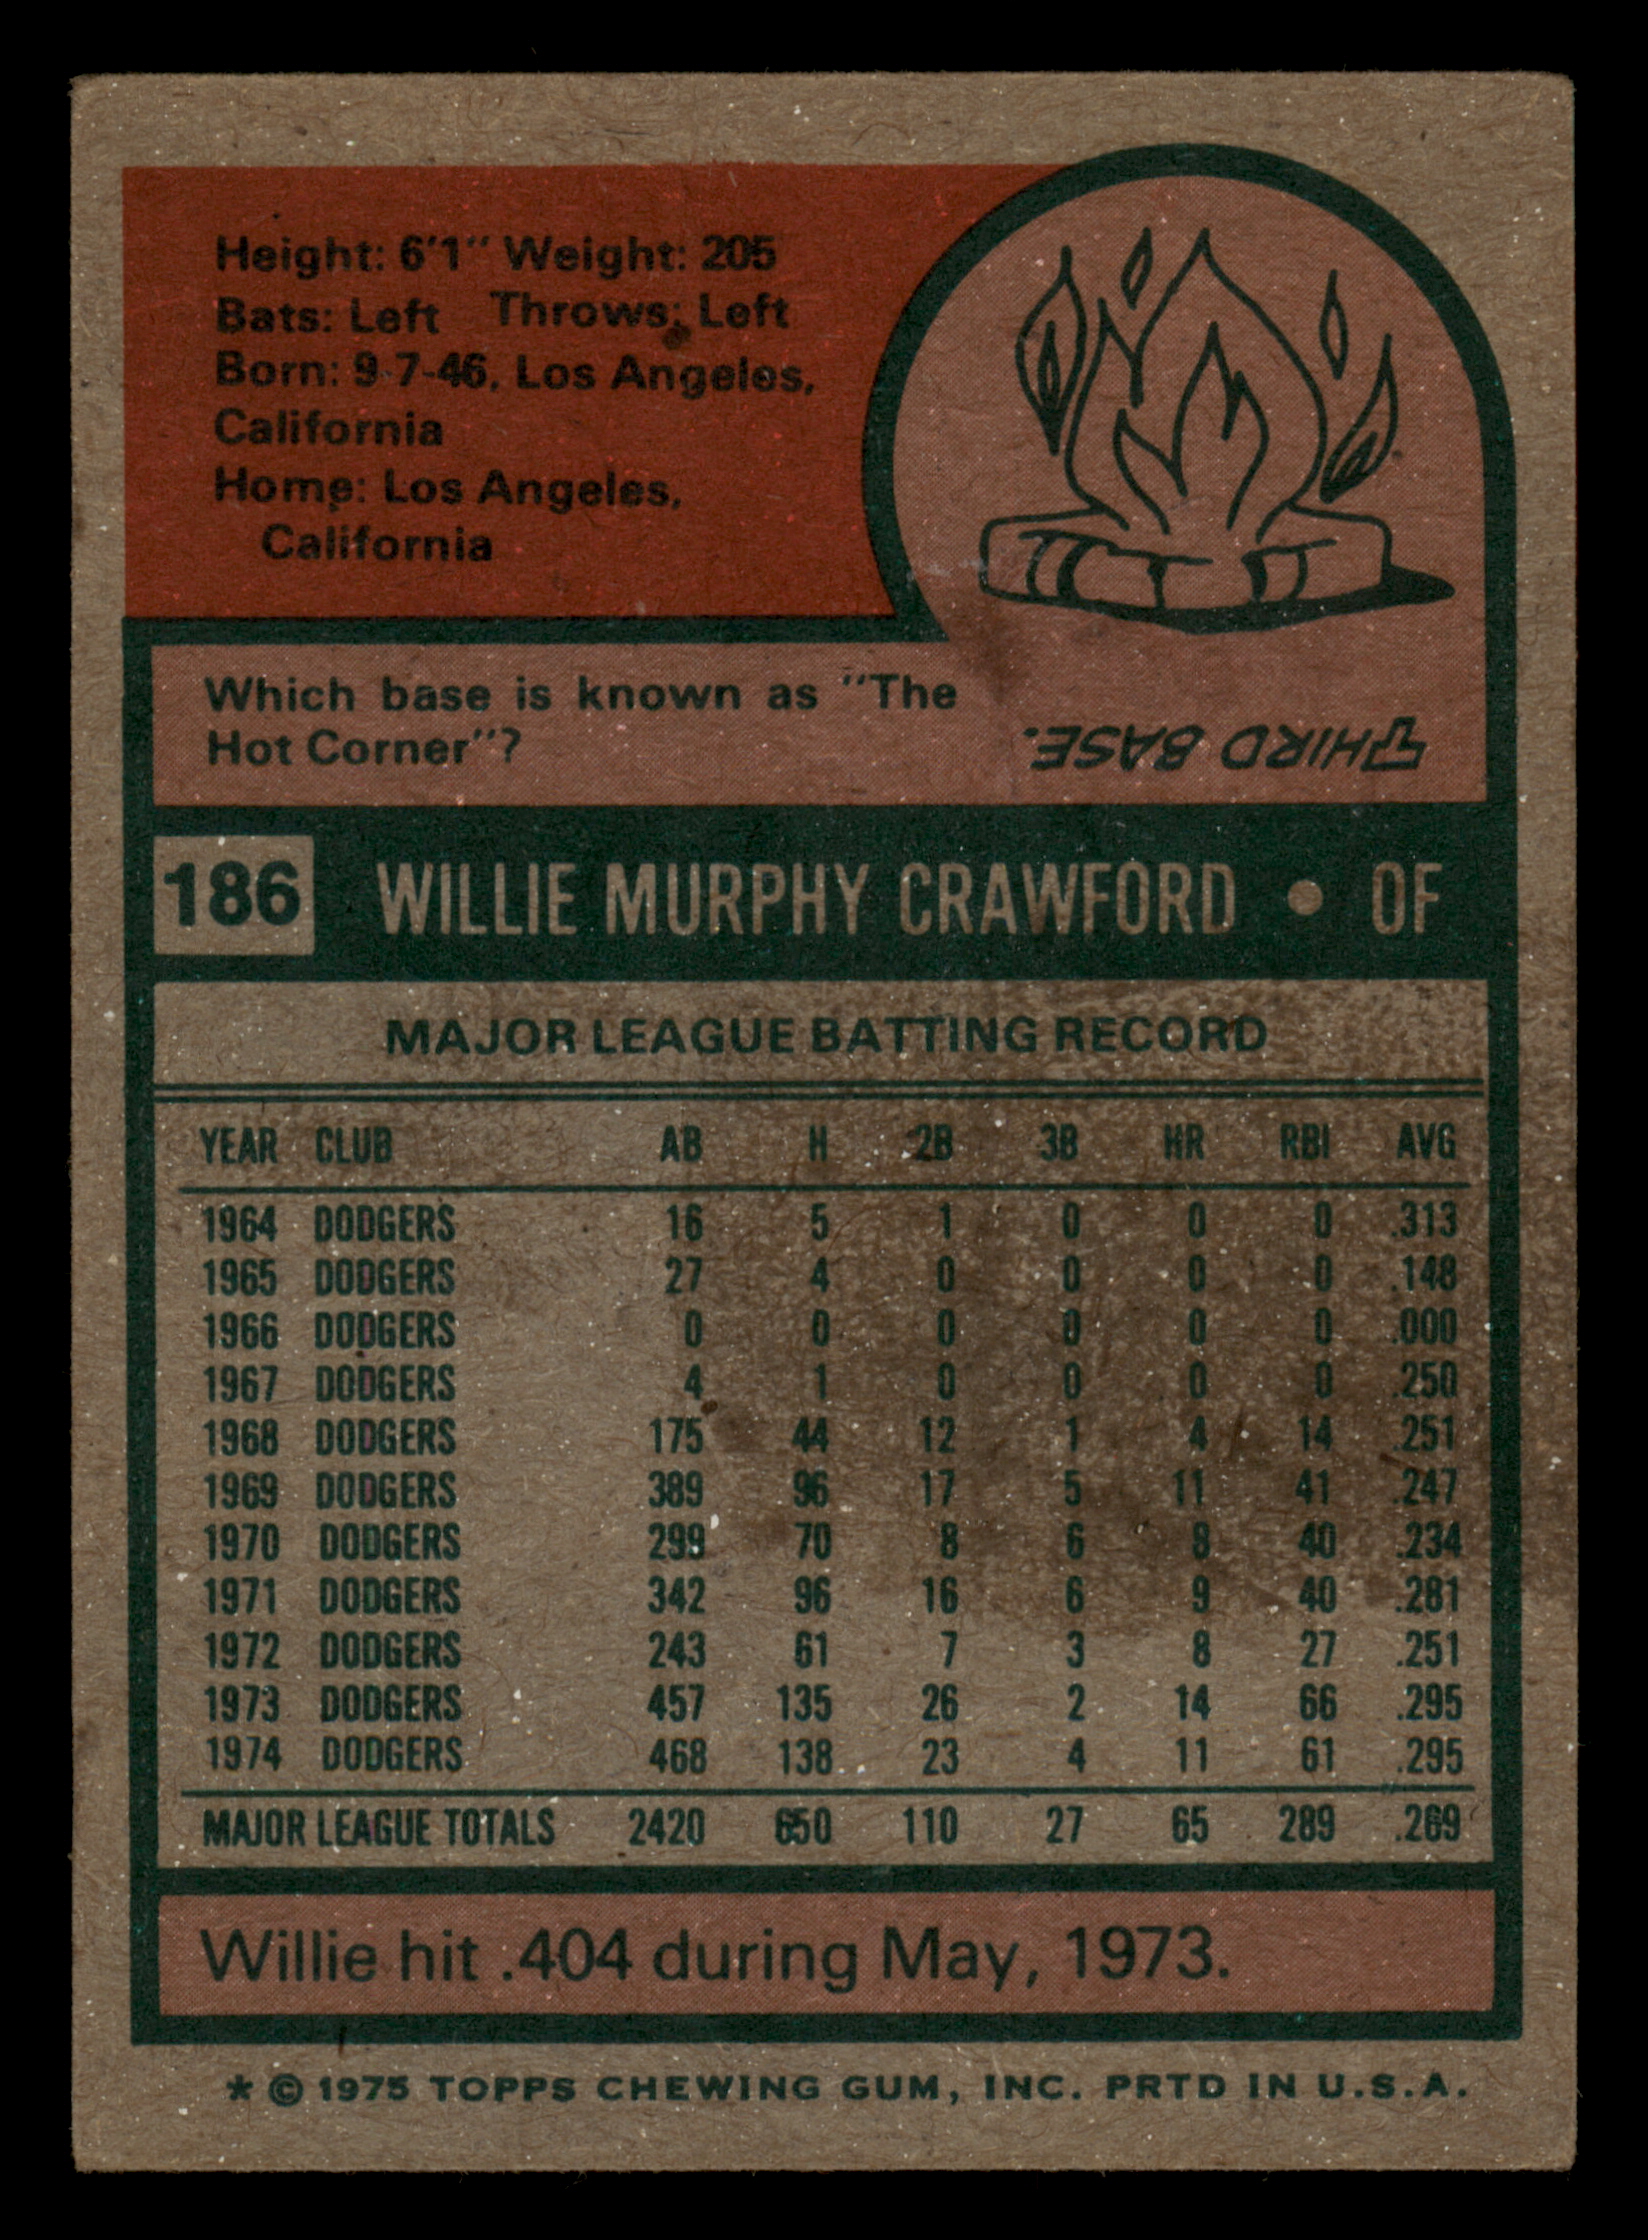 Height: 6'1" Weight: 205
Bats: Left Throws: Left
Born: 9-7-46, Los Angeles,
California
Home: Los Angeles,
California
Which base is known as "The
Hot Corner"?
THIRD BASE.
186 WILLIE MURPHY CRAWFORD • OF
MAJOR LEAGUE BATTING RECORD
YEAR CLUB AB H 2B 3B HR RBI AVG
1964 DODGERS 16 5 1 0 0 0 .313
1965 DODGERS 27 4 0 0 0 0 .148
1966 DODGERS 0 0 0 0 0 0 .000
1967 DODGERS 4 1 0 0 0 0 .250
1968 DODGERS 175 44 12 1 4 14 .251
1969 DODGERS 389 96 17 5 11 41 .247
1970 DODGERS 299 70 8 6 8 40 .234
1971 DODGERS 342 96 16 6 9 40 .281
1972 DODGERS 243 61 7 3 8 27 .251
1973 DODGERS 457 135 26 2 14 66 .295
1974 DODGERS 468 138 23 4 11 61 .295
MAJOR LEAGUE TOTALS 2420 650 110 27 65 289 .269
Willie hit .404 during May, 1973.
* © 1975 TOPPS CHEWING GUM, INC. PRTD IN U.S.A.